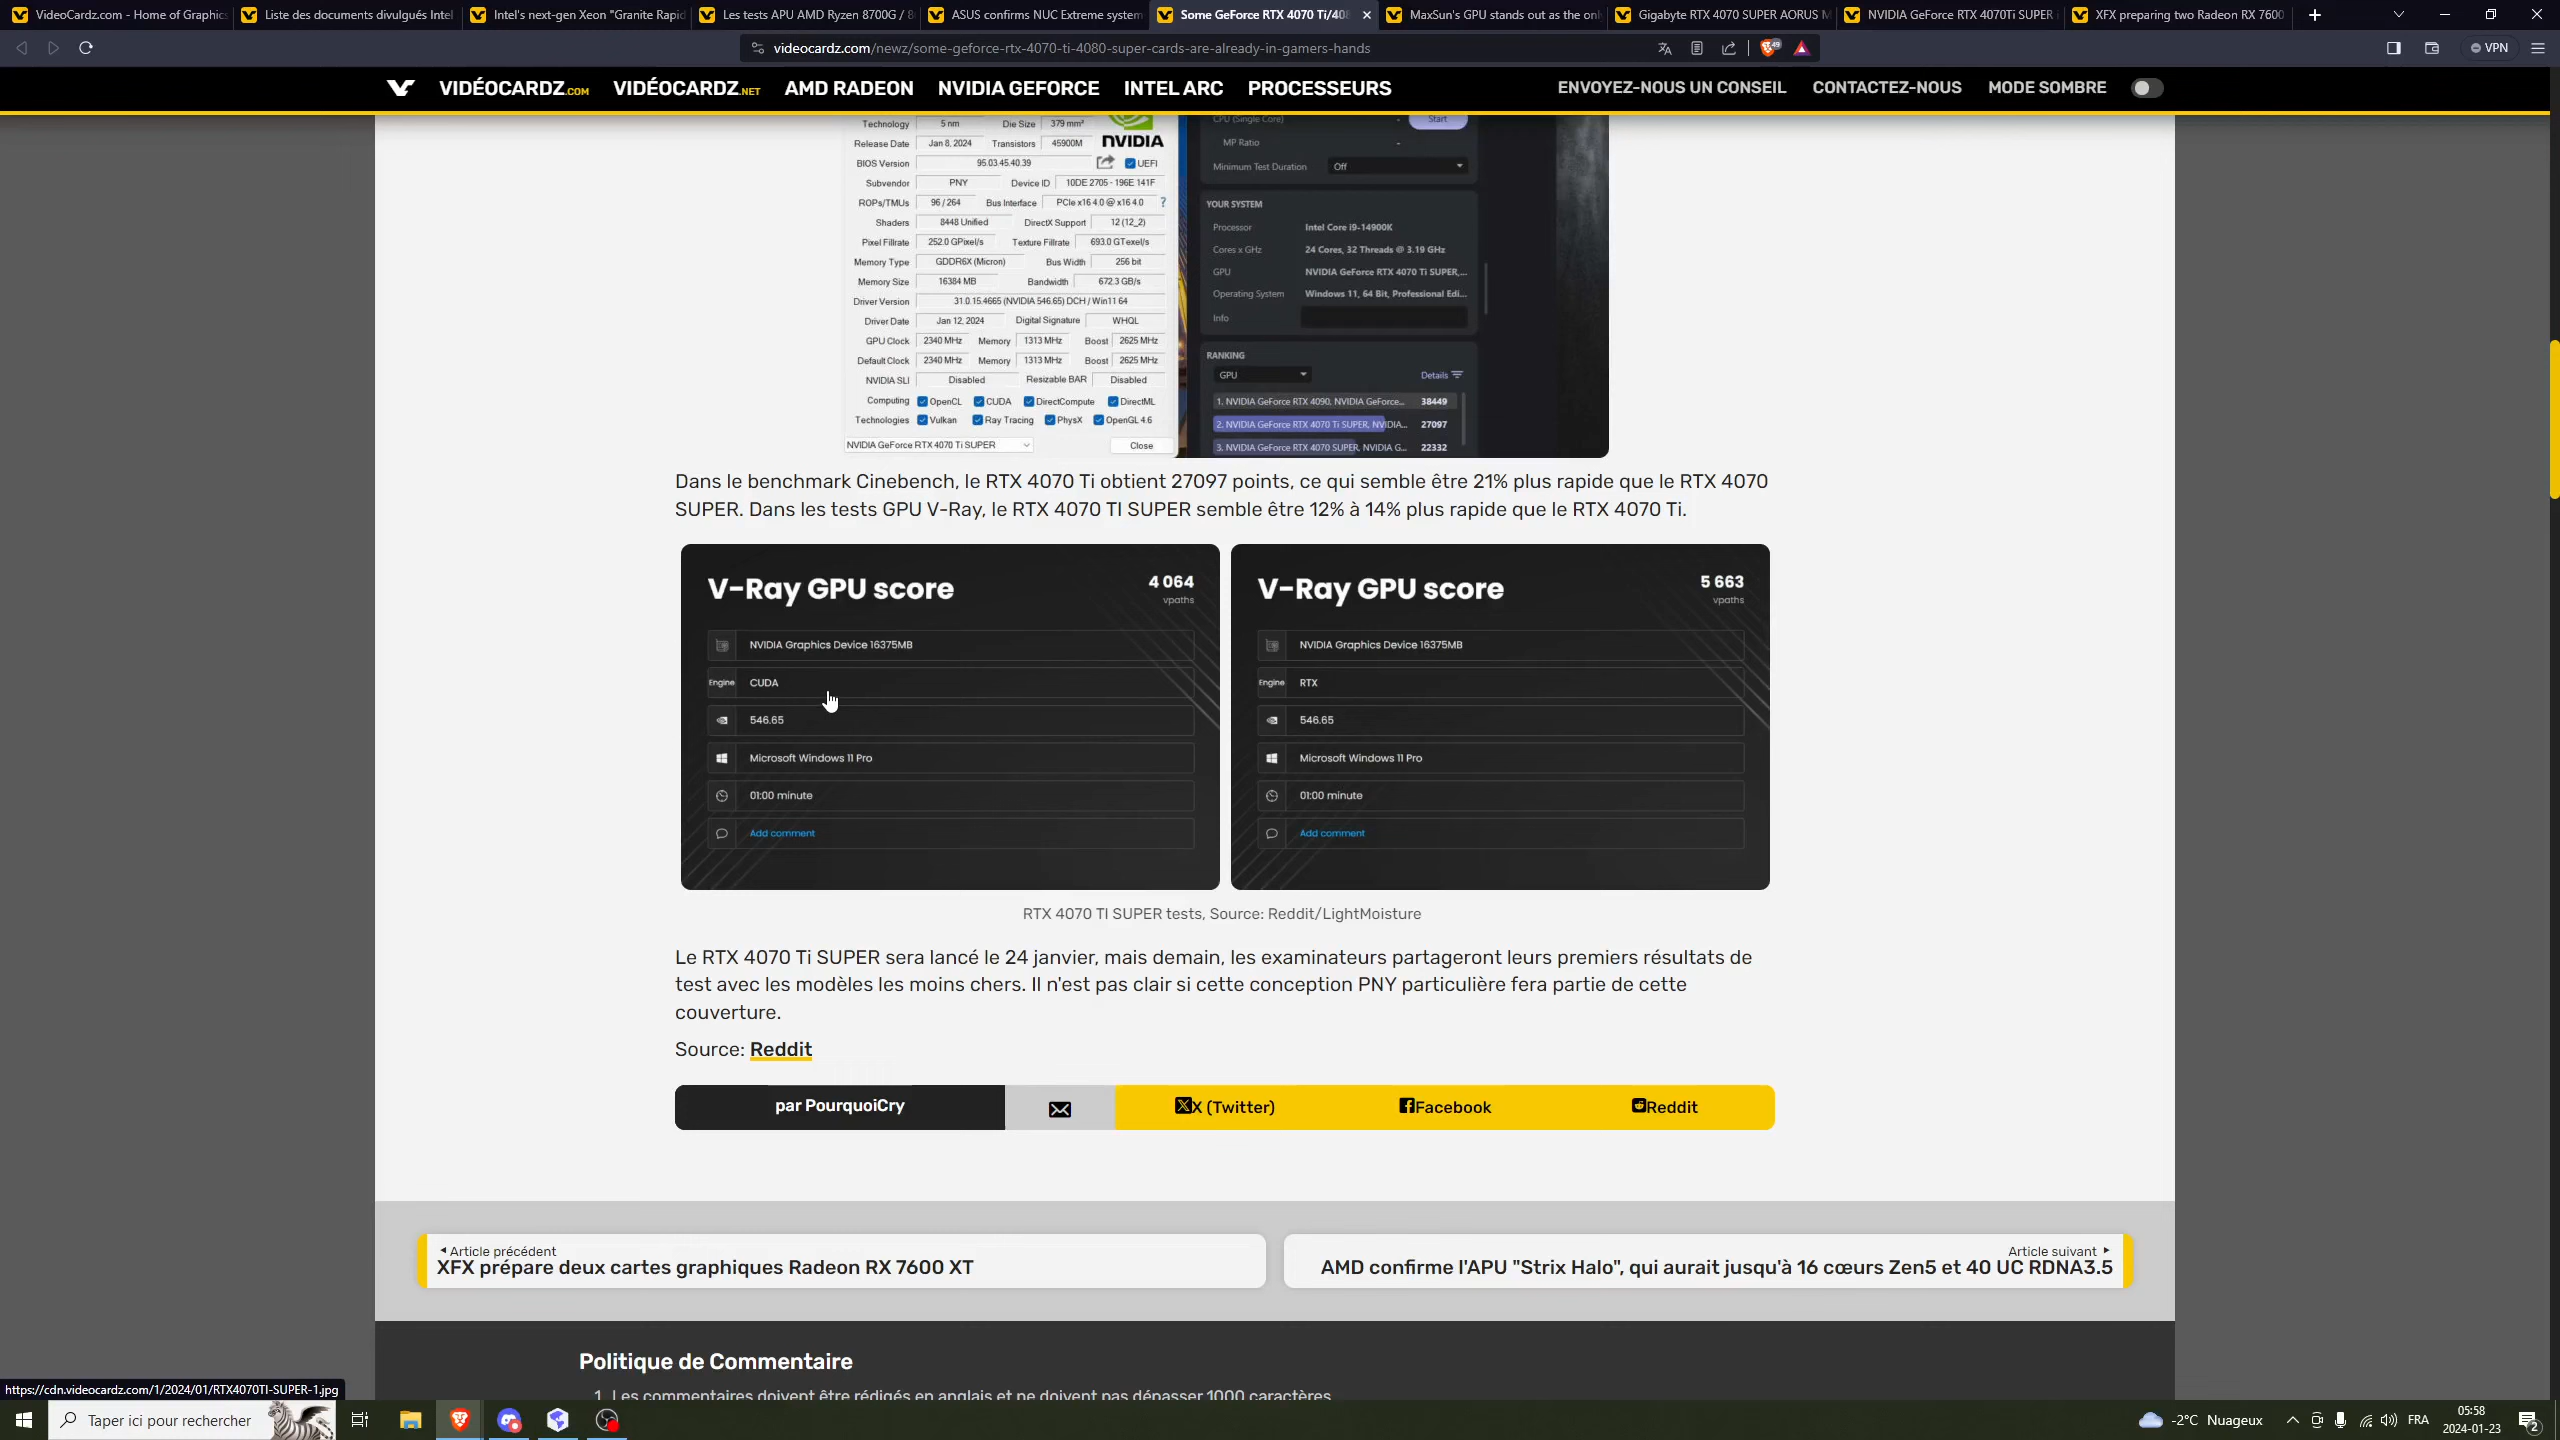 VideoCardz.com - Home of Graphics
Liste des documents divulgués Intel
Intel's next-gen Xeon "Granite Rapid
Les tests APU AMD Ryzen 8700G / 8
ASUS confirms NUC Extreme system
Some GeForce RTX 4070 Ti/408
MaxSun's GPU stands out as the onl
Gigabyte RTX 4070 SUPER AORUS M
NVIDIA GeForce RTX 4070Ti SUPER
XFX preparing two Radeon RX 7600
videocardz.com/newz/some-geforce-rtx-4070-ti-4080-super-cards-are-already-in-gamers-hands
49
VPN
VIDÉOCARDZ.COM VIDÉOCARDZ.NET AMD RADEON NVIDIA GEFORCE INTEL ARC PROCESSEURS ENVOYEZ-NOUS UN CONSEIL CONTACTEZ-NOUS MODE SOMBRE
Technology 5 nm Die Size 379 mm²
NVIDIA
Release Date Jan 8, 2024 Transistors 45900M
BIOS Version 95.03.45.40.39 UEFI
Subvendor PNY Device ID 10DE 2705 - 196E 141F
ROPs/TMUs 96 / 264 Bus Interface PCIe x16 4.0 @ x16 4.0 ?
Shaders 8448 Unified DirectX Support 12 (12_2)
Pixel Fillrate 252.0 GPixel/s Texture Fillrate 693.0 GTexel/s
Memory Type GDDR6X (Micron) Bus Width 256 bit
Memory Size 16384 MB Bandwidth 672.3 GB/s
Driver Version 31.0.15.4665 (NVIDIA 546.65) DCH / Win11 64
Driver Date Jan 12, 2024 Digital Signature WHQL
GPU Clock 2340 MHz Memory 1313 MHz Boost 2625 MHz
Default Clock 2340 MHz Memory 1313 MHz Boost 2625 MHz
NVIDIA SLI Disabled Resizable BAR Disabled
Computing OpenCL CUDA DirectCompute DirectML
Technologies Vulkan Ray Tracing PhysX OpenGL 4.6
NVIDIA GeForce RTX 4070 Ti SUPER Close
CPU (Single Core) - Start
MP Ratio -
Minimum Test Duration Off
YOUR SYSTEM
Processor Intel Core i9-14900K
Cores x GHz 24 Cores, 32 Threads @ 3.19 GHz
GPU NVIDIA GeForce RTX 4070 Ti SUPER,...
Operating System Windows 11, 64 Bit, Professional Edi...
Info
RANKING
GPU Details
1. NVIDIA GeForce RTX 4090, NVIDIA GeForce... 38449
2. NVIDIA GeForce RTX 4070 Ti SUPER, NVIDIA... 27097
3. NVIDIA GeForce RTX 4070 SUPER, NVIDIA G... 22332
Dans le benchmark Cinebench, le RTX 4070 Ti obtient 27097 points, ce qui semble être 21% plus rapide que le RTX 4070
SUPER. Dans les tests GPU V-Ray, le RTX 4070 TI SUPER semble être 12% à 14% plus rapide que le RTX 4070 Ti.
V-Ray GPU score
4 064
vpaths
NVIDIA Graphics Device 16375MB
Engine CUDA
546.65
Microsoft Windows 11 Pro
01:00 minute
Add comment
V-Ray GPU score
5 663
vpaths
NVIDIA Graphics Device 16375MB
Engine RTX
546.65
Microsoft Windows 11 Pro
01:00 minute
Add comment
RTX 4070 TI SUPER tests, Source: Reddit/LightMoisture
Le RTX 4070 Ti SUPER sera lancé le 24 janvier, mais demain, les examinateurs partageront leurs premiers résultats de
test avec les modèles les moins chers. Il n'est pas clair si cette conception PNY particulière fera partie de cette
couverture.
Source: Reddit
par PourquoiCry X (Twitter) Facebook Reddit
Article précédent
XFX prépare deux cartes graphiques Radeon RX 7600 XT
Article suivant
AMD confirme l'APU "Strix Halo", qui aurait jusqu'à 16 cœurs Zen5 et 40 UC RDNA3.5
Politique de Commentaire
1. Les commentaires doivent être rédigés en anglais et ne doivent pas dépasser 1000 caractères.
https://cdn.videocardz.com/1/2024/01/RTX4070TI-SUPER-1.jpg
Taper ici pour rechercher
-2°C Nuageux
FRA
05:58
2024-01-23
2